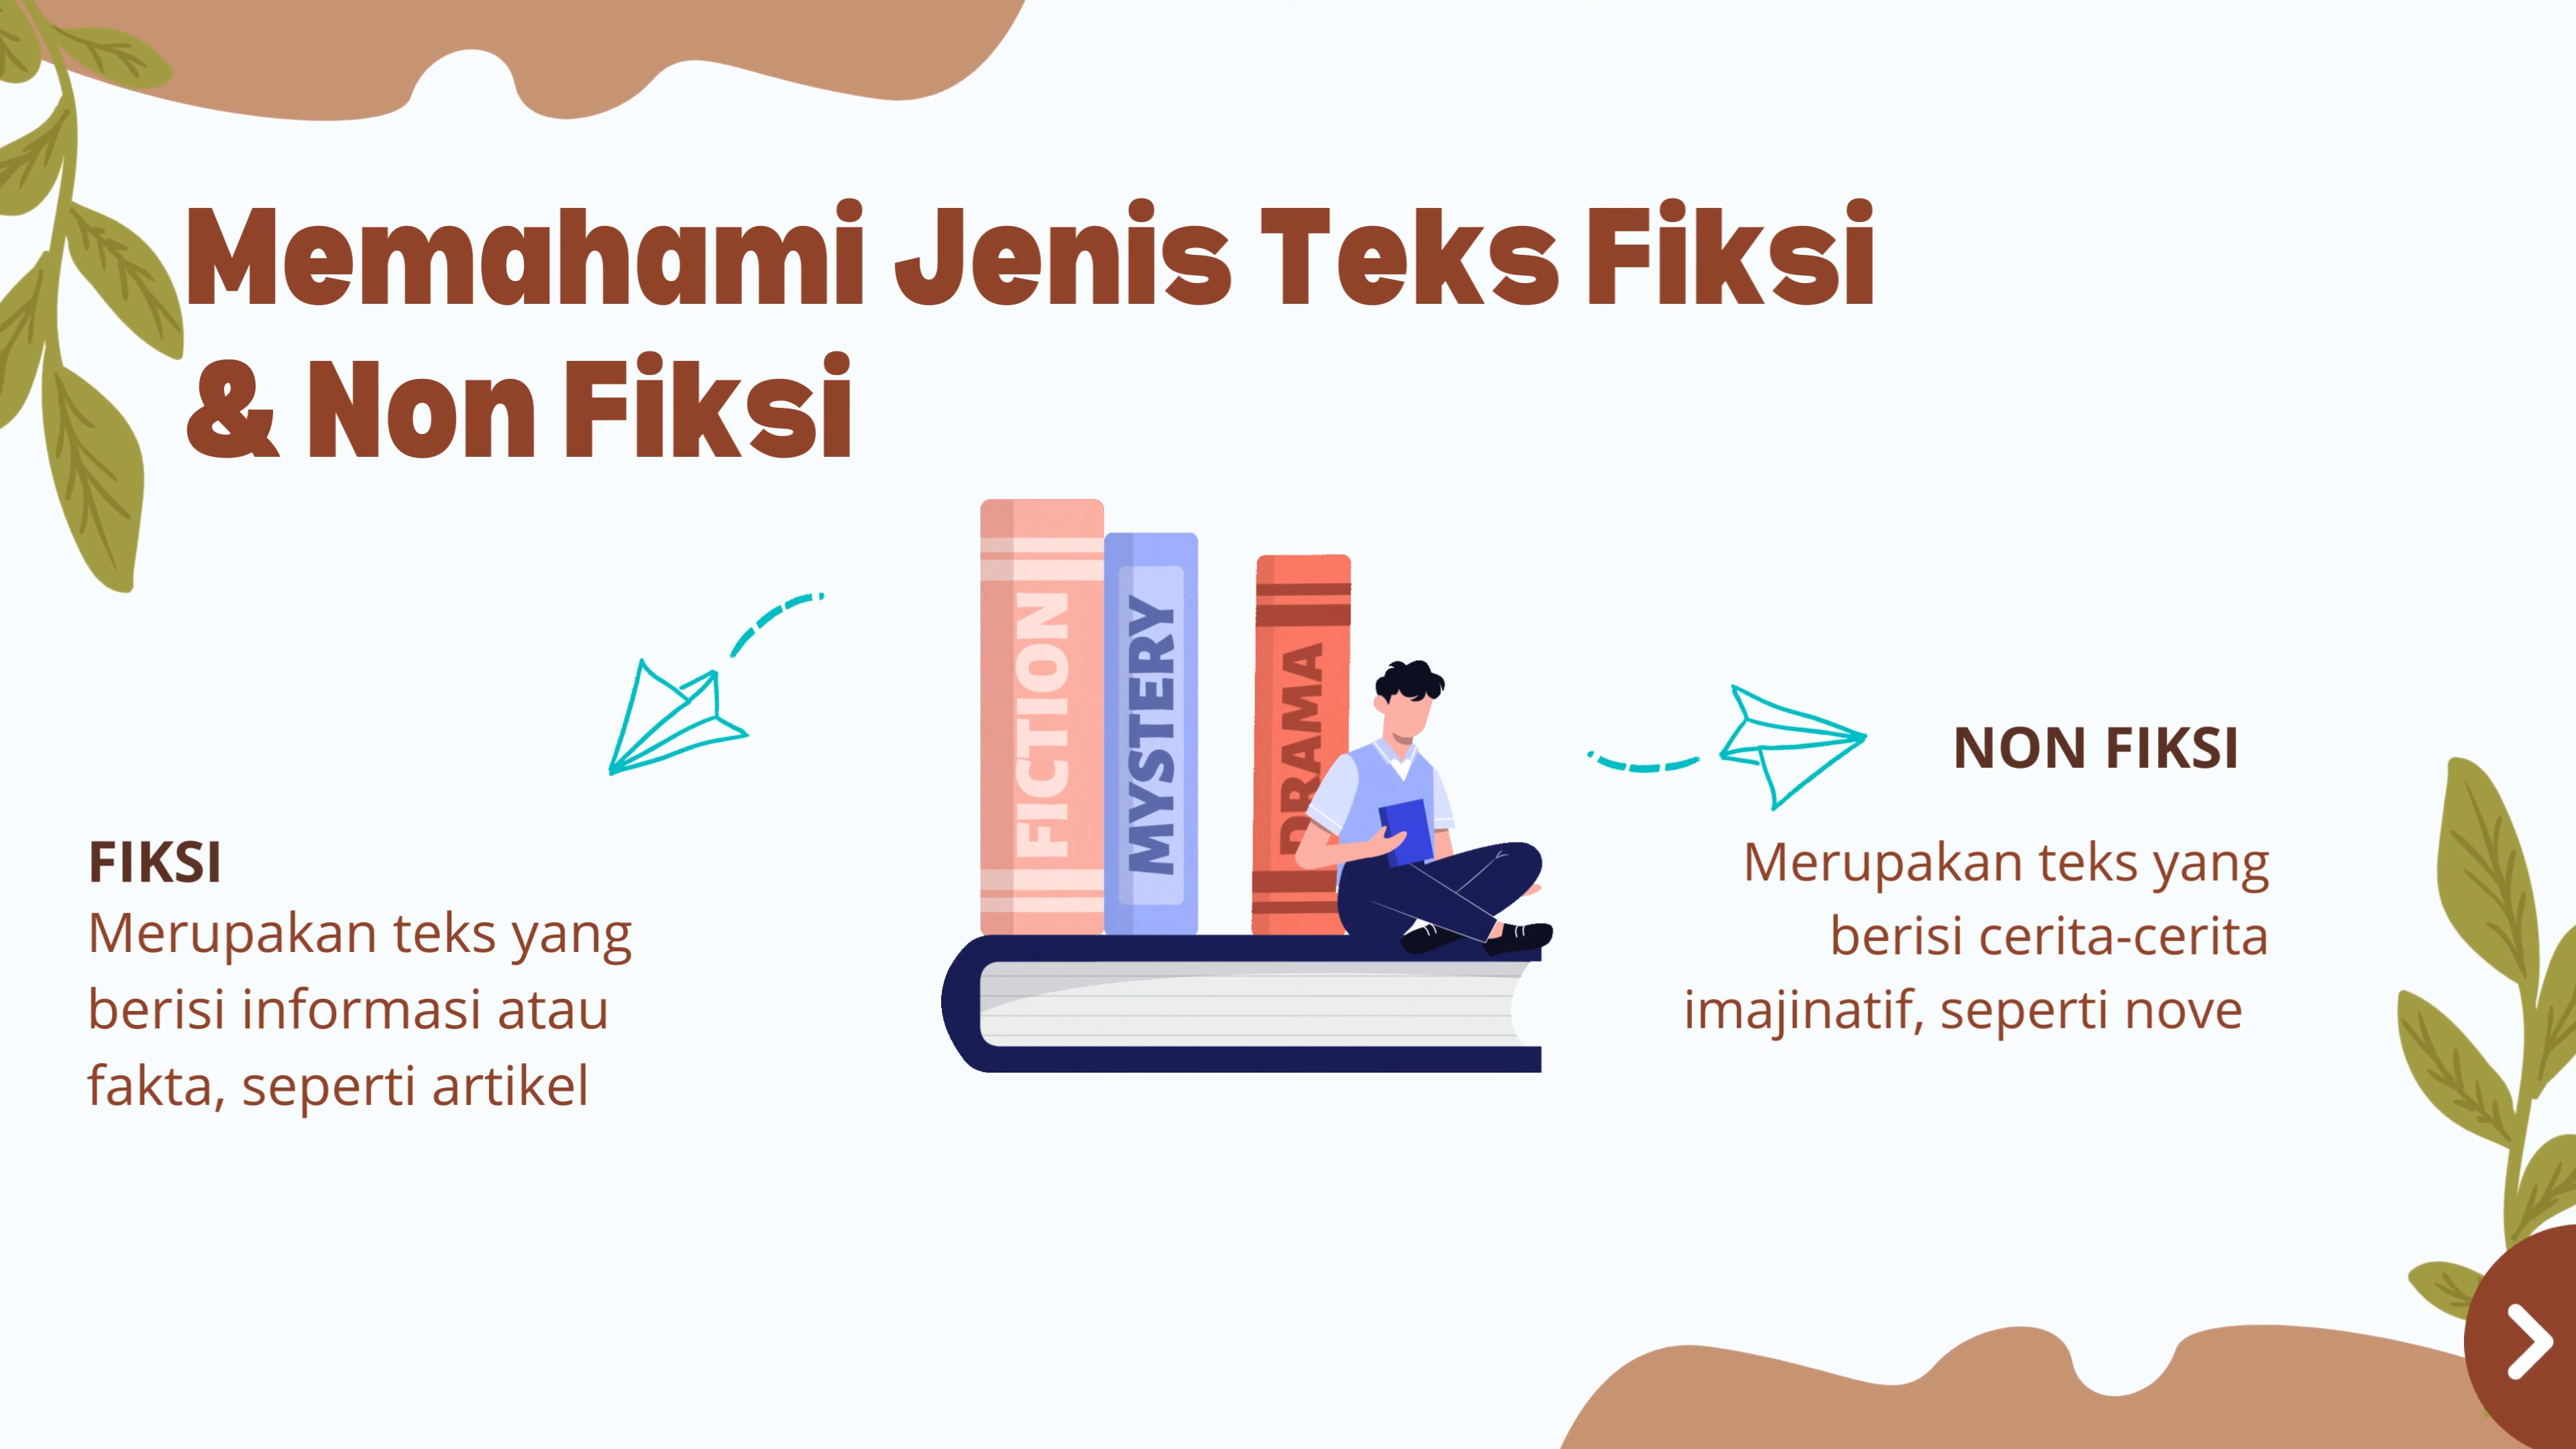 Memahami Jenis Teks Fiksi
& Non Fiksi
FICTION
MYSTERY
DRAMA
FIKSI
Merupakan teks yang
berisi informasi atau
fakta, seperti artikel
NON FIKSI
Merupakan teks yang
berisi cerita-cerita
imajinatif, seperti nove